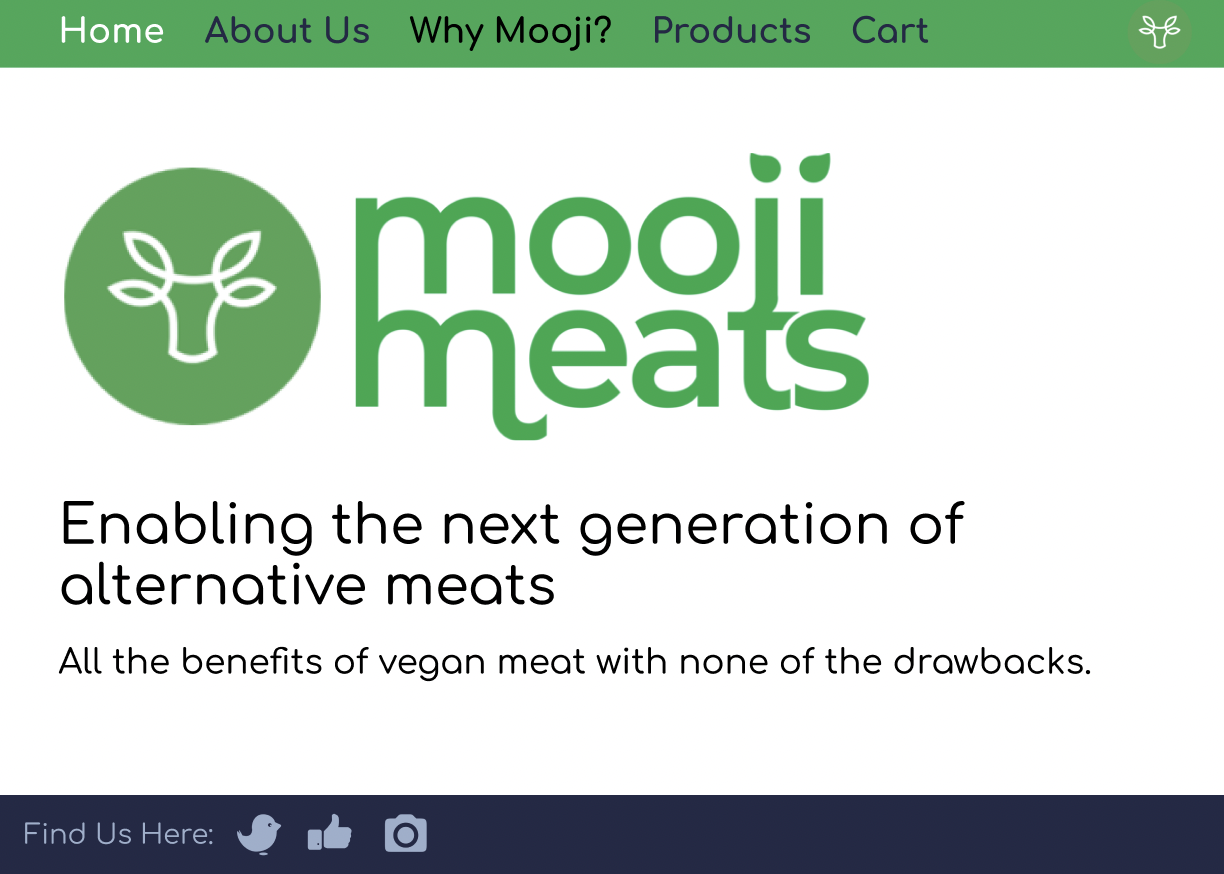 Home About Us Why Mooji? Products Cart
mooji
meats
Enabling the next generation of
alternative meats
All the benefits of vegan meat with none of the drawbacks.
Find Us Here: